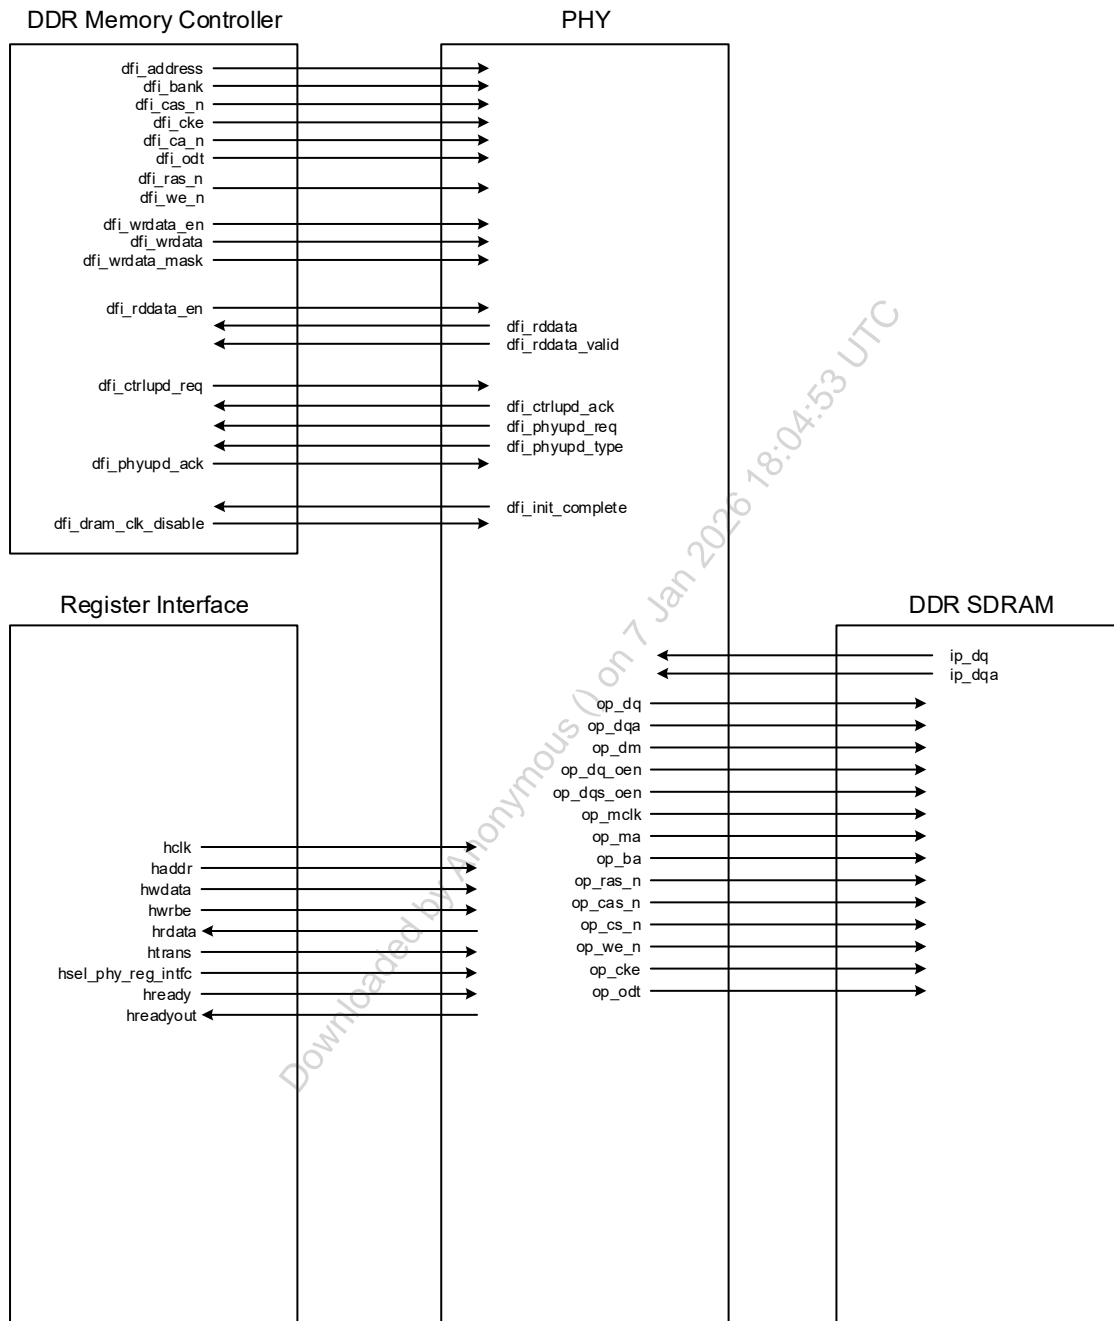 DDR Memory Controller
PHY
dfi_address
dfi_bank
dfi_cas_n
dfi_cke
dfi_ca_n
dfi_odt
dfi_ras_n
dfi_we_n
dfi_wrdata_en
dfi_wrdata
dfi_wrdata_mask
dfi_rddata_en
dfi_rddata
dfi_rddata_valid
dfi_ctrlupd_req
dfi_ctrlupd_ack
dfi_phyupd_req
dfi_phyupd_type
dfi_phyupd_ack
dfi_init_complete
dfi_dram_clk_disable
Register Interface
DDR SDRAM
ip_dq
ip_dqa
op_dq
op_dqa
op_dm
op_dq_oen
op_dqs_oen
op_mclk
op_ma
op_ba
op_ras_n
op_cas_n
op_cs_n
op_we_n
op_cke
op_odt
hclk
haddr
hwdata
hwrbe
hrdata
htrans
hsel_phy_reg_intfc
hready
hreadyout
Downloaded by Anonymous () on 7 Jan 2026 18:04:53 UTC